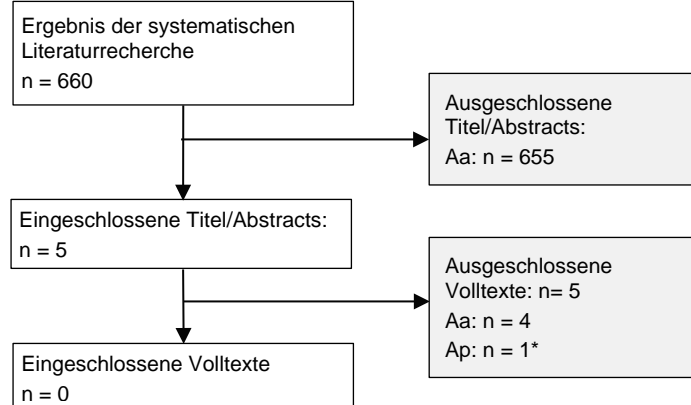 Ergebnis der systematischen
Literaturrecherche
n = 660
Ausgeschlossene
Titel/Abstracts:
Aa: n = 655
Eingeschlossene Titel/Abstracts:
n = 5
Ausgeschlossene
Volltexte: n= 5
Aa: n = 4
Ap: n = 1*
Eingeschlossene Volltexte
n = 0